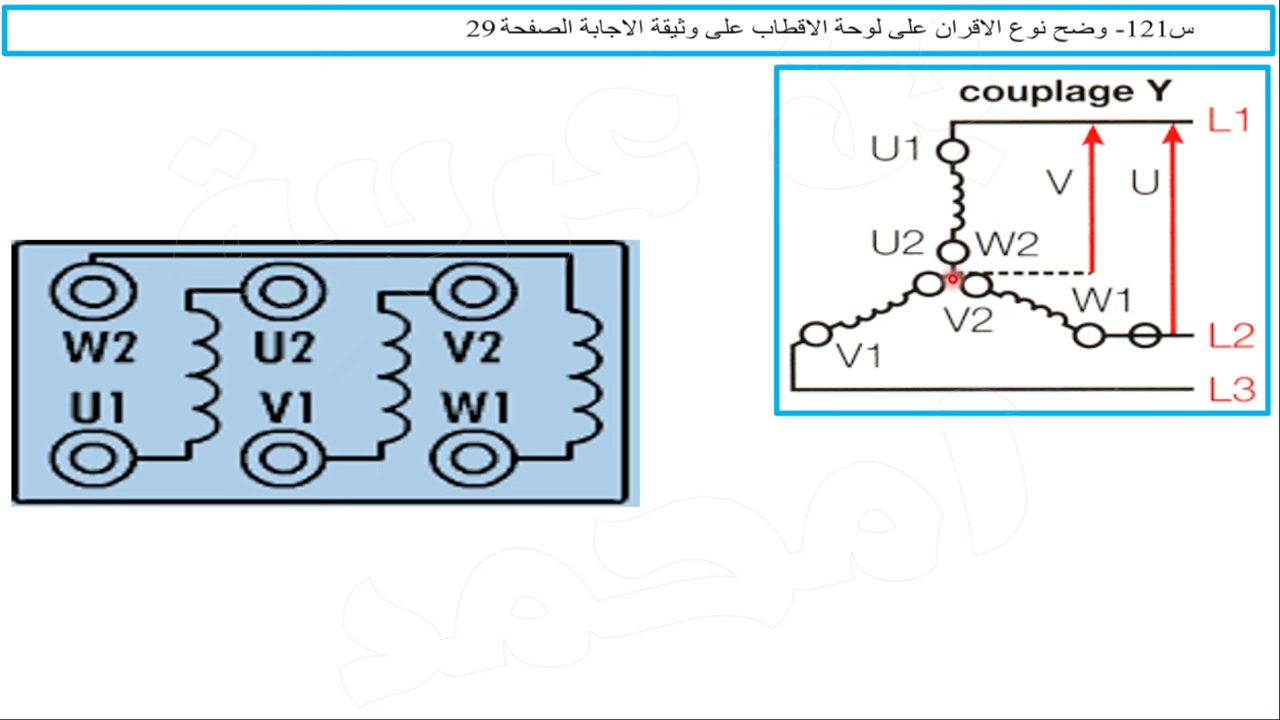 س121- وضح نوع الاقران على لوحة الاقطاب على وثيقة الاجابة الصفحة 29
couplage Y
L1
U1
V U
U2 W2
W1
V2
L2
V1
L3
W2 U2 V2
U1 V1 W1